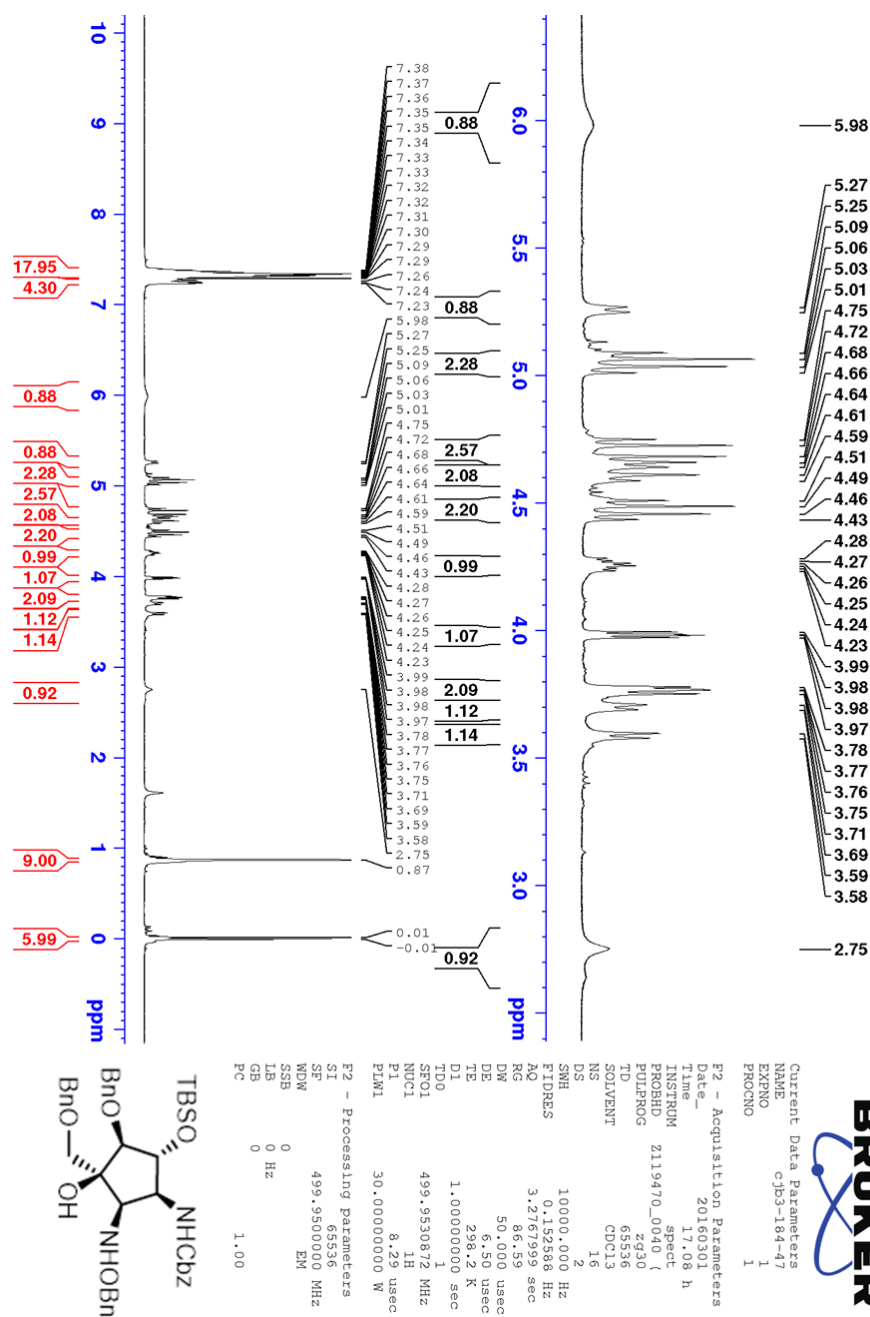 5.98
5.27
5.25
5.09
5.06
5.03
5.01
4.75
4.72
4.68
4.66
4.64
4.61
4.59
4.51
4.49
4.46
4.43
4.28
4.27
4.26
4.25
4.24
4.23
3.99
3.98
3.98
3.97
3.78
3.77
3.76
3.75
3.71
3.69
3.59
3.58
2.75
6.0 5.5 5.0 4.5 4.0 3.5 3.0 ppm
0.88
0.88
2.28
2.57
2.08
2.20
0.99
1.07
2.09
1.12
1.14
0.92
7.38
7.37
7.36
7.35
7.35
7.34
7.33
7.33
7.32
7.32
7.31
7.30
7.29
7.29
7.26
7.24
7.23
5.98
5.27
5.25
5.09
5.06
5.03
5.01
4.75
4.72
4.68
4.66
4.64
4.61
4.59
4.51
4.49
4.46
4.43
4.28
4.27
4.26
4.25
4.24
4.23
3.99
3.98
3.98
3.97
3.78
3.77
3.76
3.75
3.71
3.69
3.59
3.58
2.75
0.87
0.01
-0.01
10 9 8 7 6 5 4 3 2 1 0 ppm
17.95
4.30
0.88
0.88
2.28
2.57
2.08
2.20
0.99
1.07
2.09
1.12
1.14
0.92
9.00
5.99
BRUKER
Current Data Parameters
NAME cjb3-184-47
EXPNO 1
PROCNO 1
F2 - Acquisition Parameters
Date_ 20160301
Time 17.08 h
INSTRUM spect
PROBHD Z119470_0040 (
PULPROG zg30
TD 65536
SOLVENT CDCl3
NS 16
DS 2
SWH 10000.000 Hz
FIDRES 0.152588 Hz
AQ 3.2767999 sec
RG 86.59
DW 50.000 usec
DE 6.50 usec
TE 298.2 K
D1 1.00000000 sec
TD0 1
SFO1 499.9530872 MHz
NUC1 1H
P1 8.29 usec
PLW1 30.00000000 W
F2 - Processing parameters
SI 65536
SF 499.9500000 MHz
WDW EM
SSB 0
LB 0 Hz
GB 0
PC 1.00
TBSO
NHCbz
BnO
NHOBn
BnO
OH